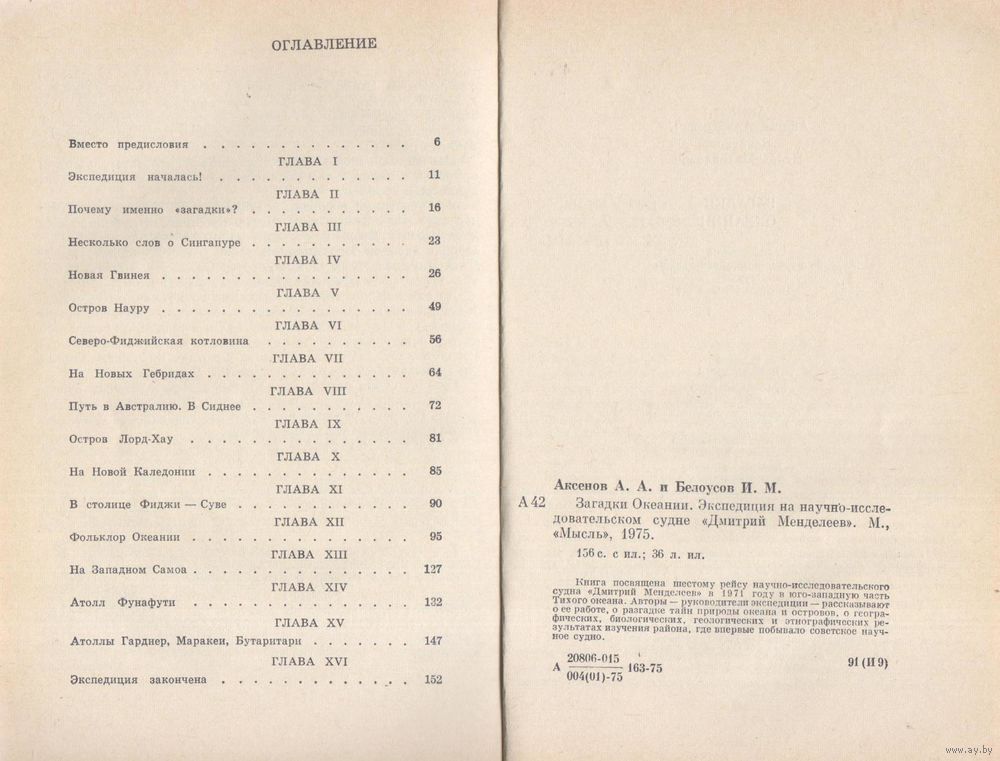 ОГЛАВЛЕНИЕ
Вместо предисловия . . . . . . . . . . . . . . 6
ГЛАВА I
Экспедиция началась! . . . . . . . . . . . . . 11
ГЛАВА II
Почему именно «загадки»? . . . . . . . . . . . 16
ГЛАВА III
Несколько слов о Сингапуре . . . . . . . . . . 23
ГЛАВА IV
Новая Гвинея . . . . . . . . . . . . . . . . 26
ГЛАВА V
Остров Науру . . . . . . . . . . . . . . . . 49
ГЛАВА VI
Северо-Фиджийская котловина . . . . . . . . . 56
ГЛАВА VII
На Новых Гебридах . . . . . . . . . . . . . 64
ГЛАВА VIII
Путь в Австралию. В Сиднее . . . . . . . . . . 72
ГЛАВА IX
Остров Лорд-Хау . . . . . . . . . . . . . . 81
ГЛАВА X
На Новой Каледонии . . . . . . . . . . . . . 85
ГЛАВА XI
В столице Фиджи — Суве . . . . . . . . . . . 90
ГЛАВА XII
Фольклор Океании . . . . . . . . . . . . . . 95
ГЛАВА XIII
На Западном Самоа . . . . . . . . . . . . . . 127
ГЛАВА XIV
Атолл Фунафути . . . . . . . . . . . . . . 132
ГЛАВА XV
Атоллы Гарднер, Маракеи, Бутаритари . . . . . . . 147
ГЛАВА XVI
Экспедиция закончена . . . . . . . . . . . . . 152
Аксенов А. А. и Белоусов И. М.
А 42 Загадки Океании. Экспедиция на научно-иссле-
довательском судне «Дмитрий Менделеев». М.,
«Мысль», 1975.
156 с. с ил.; 36 л. ил.
Книга посвящена шестому рейсу научно-исследовательского
судна «Дмитрий Менделеев» в 1971 году в юго-западную часть
Тихого океана. Авторы — руководители экспедиции — рассказывают
о ее работе, о разгадке тайн природы океана и островов, о геогра-
фических, биологических, геологических и этнографических ре-
зультатах изучения района, где впервые побывало советское науч-
ное судно.
А 20806-015
004(01)-75 163-75 91 (И 9)
www.ay.by